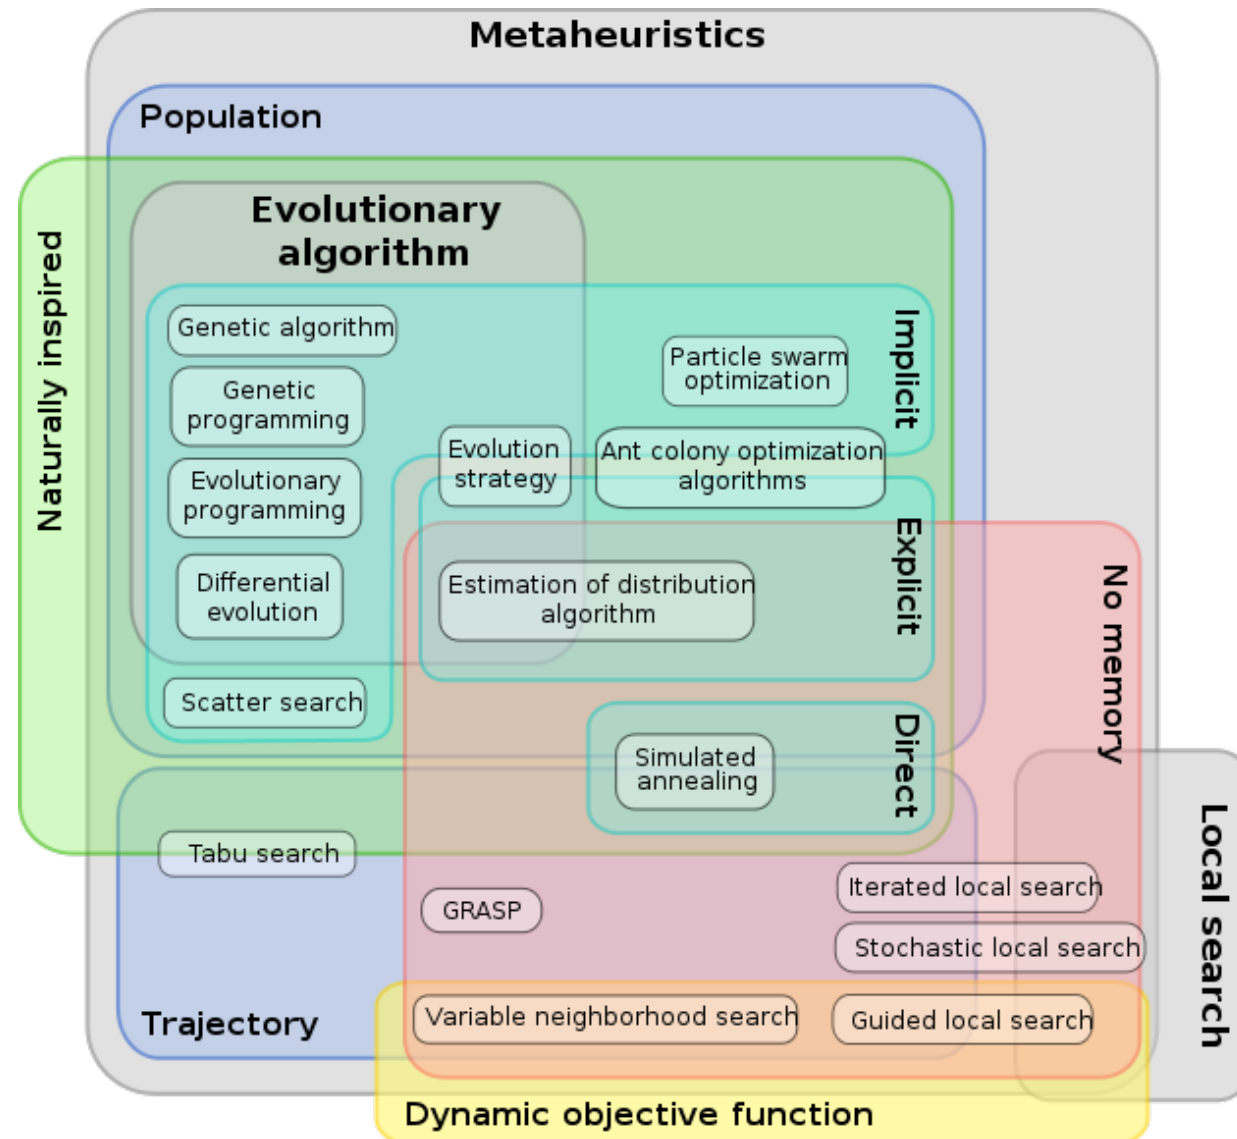 Metaheuristics
Population
Naturally inspired
Evolutionary
algorithm
Genetic algorithm
Genetic
programming
Evolutionary
programming
Differential
evolution
Scatter search
Evolution
strategy
Particle swarm
optimization
Ant colony optimization
algorithms
Implicit
Estimation of distribution
algorithm
Explicit
Simulated
annealing
Direct
No memory
Local search
Tabu search
GRASP
Iterated local search
Stochastic local search
Trajectory
Variable neighborhood search
Guided local search
Dynamic objective function